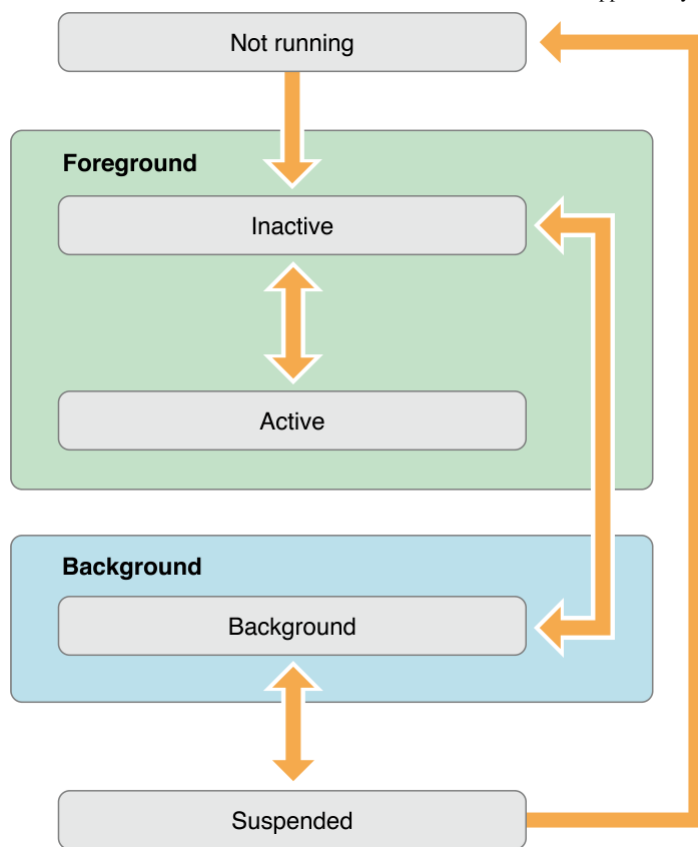 Not running
Foreground
Inactive
Active
Background
Background
Suspended